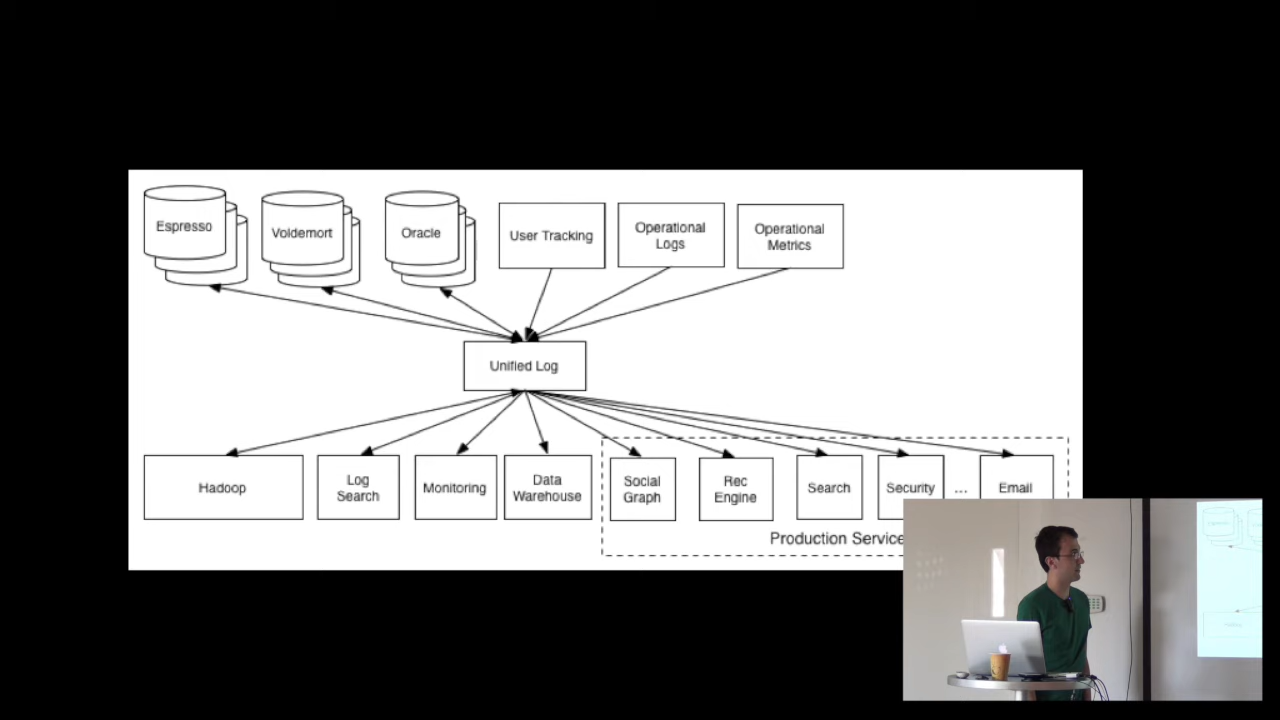 Espresso
Voldemort
Oracle
User Tracking
Operational
Logs
Operational
Metrics
Unified Log
Hadoop
Log
Search
Monitoring
Data
Warehouse
Social
Graph
Rec
Engine
Search
Security
...
Email
Production Service